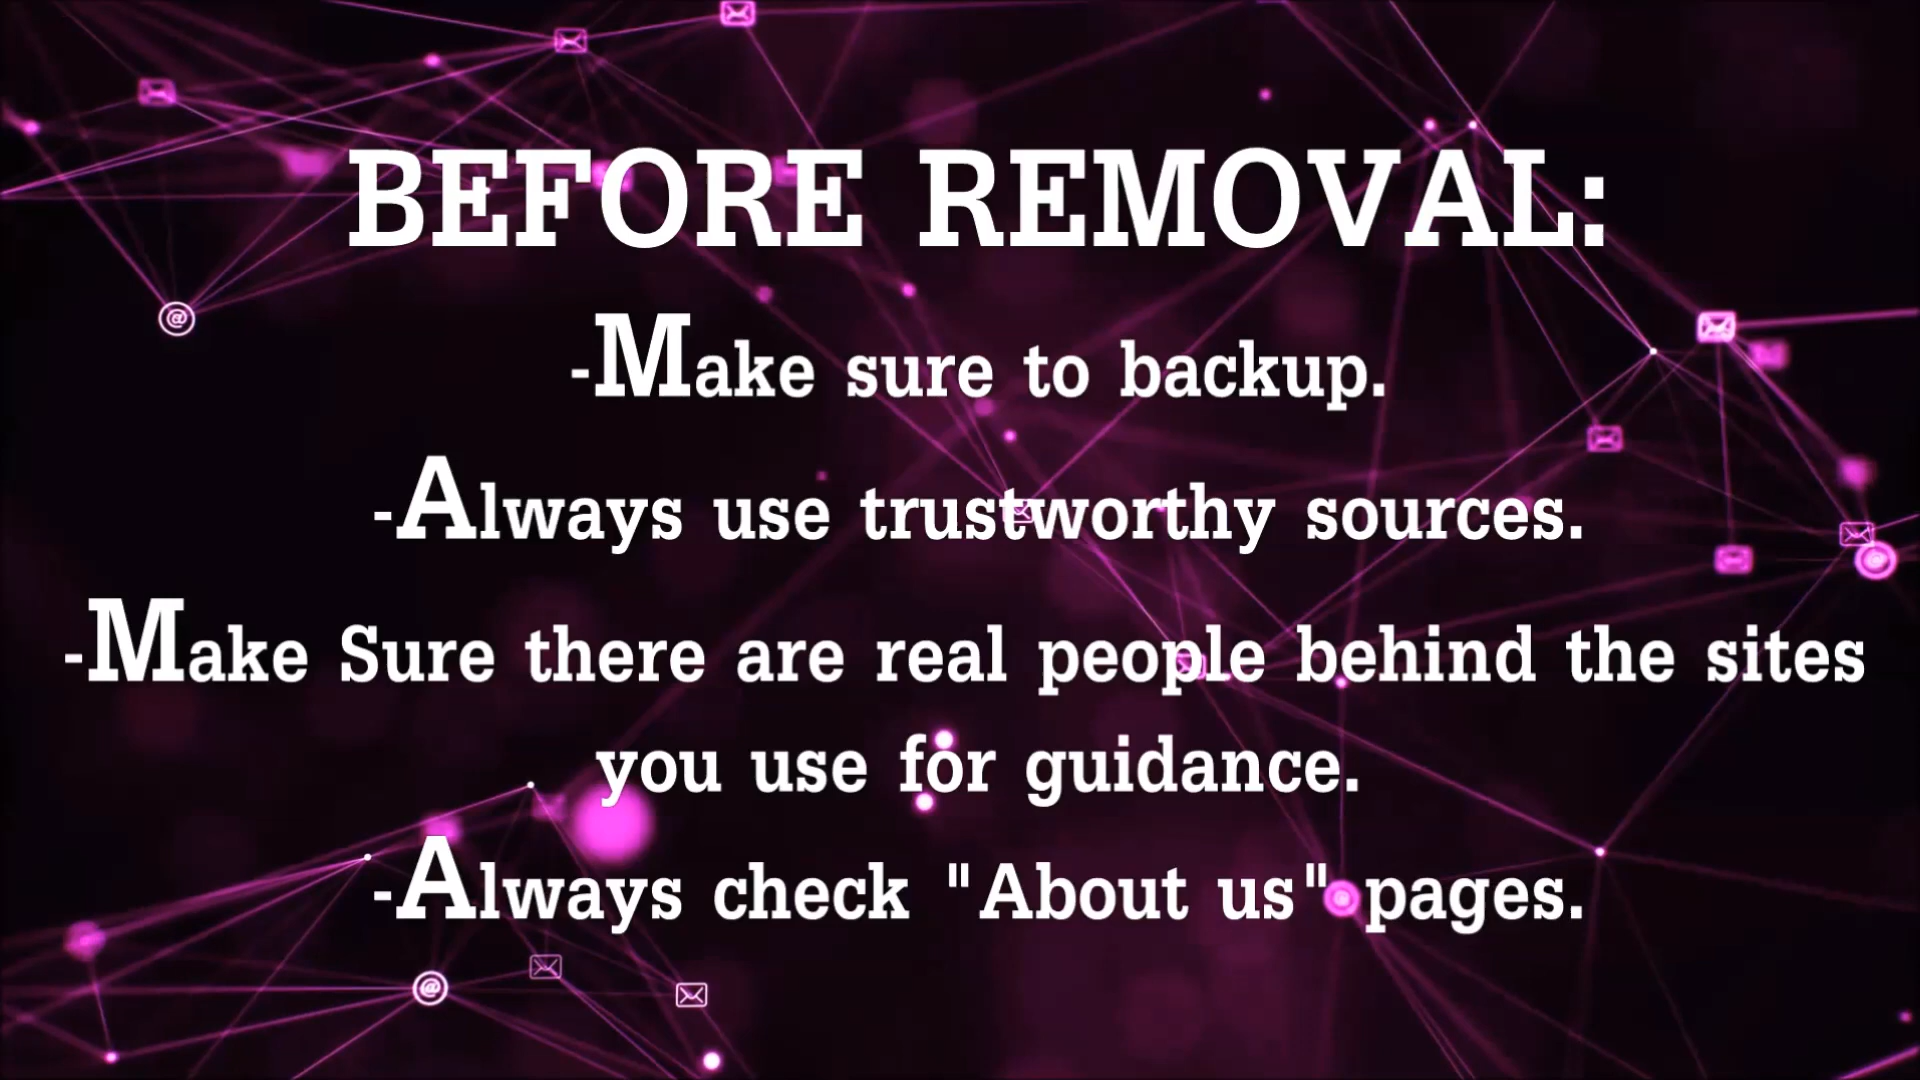 BEFORE REMOVAL:
-Make sure to backup.
-Always use trustworthy sources.
-Make Sure there are real people behind the sites
you use for guidance.
-Always check "About us" pages.